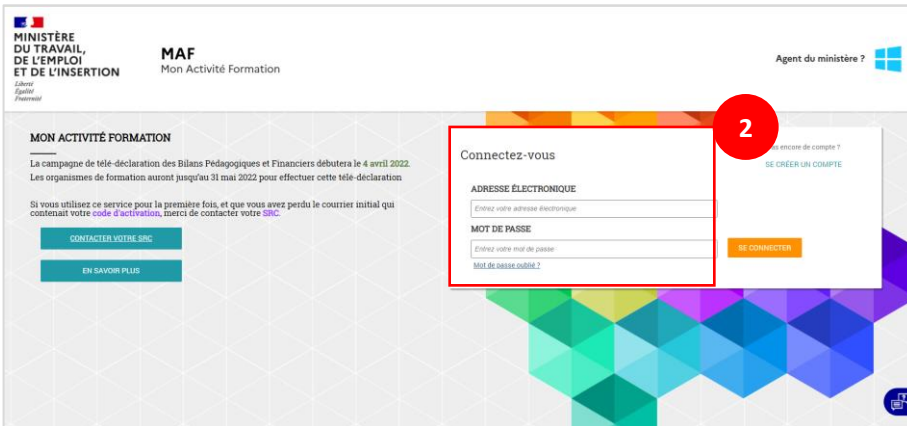 MINISTÈRE
DU TRAVAIL,
DE L'EMPLOI
ET DE L'INSERTION
Liberté
Égalité
Fraternité
MAF
Mon Activité Formation
Agent du ministère ?
MON ACTIVITÉ FORMATION
La campagne de télé-déclaration des Bilans Pédagogiques et Financiers débutera le 4 avril 2022.
Les organismes de formation auront jusqu'au 31 mai 2022 pour effectuer cette télé-déclaration
Si vous utilisez ce service pour la première fois, et que vous avez perdu le courrier initial qui
contenait votre code d'activation, merci de contacter votre SRC.
CONTACTER VOTRE SRC
EN SAVOIR PLUS
2
Connectez-vous
ADRESSE ÉLECTRONIQUE
Entrez votre adresse électronique
MOT DE PASSE
Entrez votre mot de passe
Mot de passe oublié ?
encore de compte ?
SE CRÉER UN COMPTE
SE CONNECTER